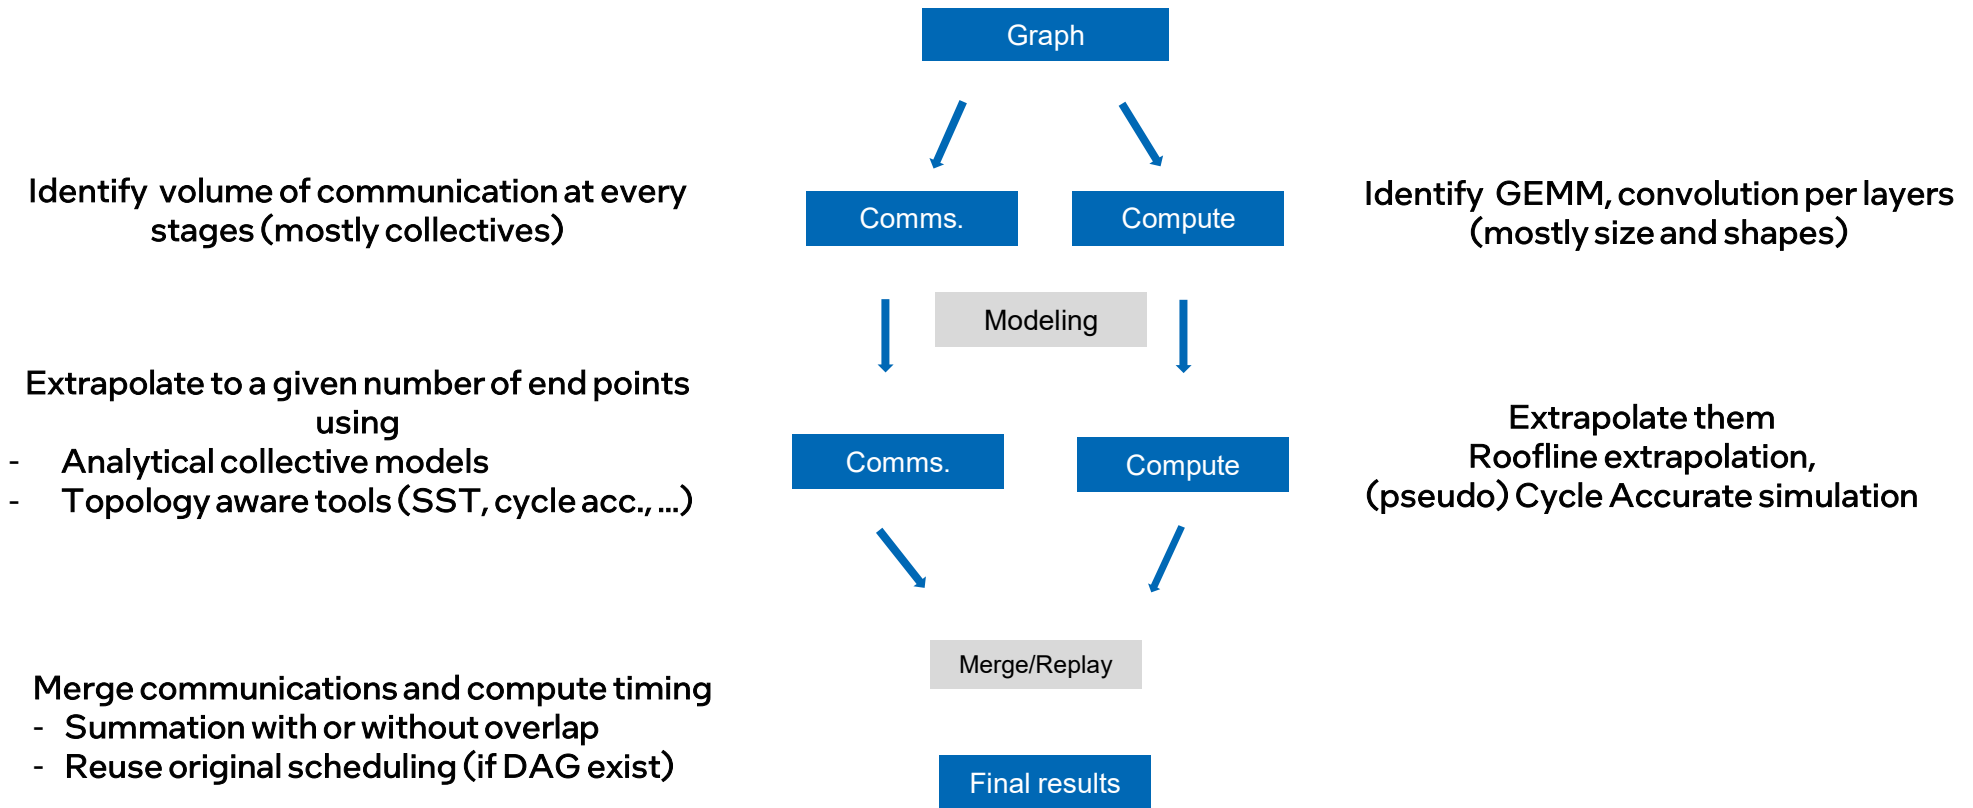 Graph
Identify  volume of communication at every
stages (mostly collectives)
Comms.
Compute
Identify  GEMM, convolution per layers
(mostly size and shapes)
Modeling
Extrapolate to a given number of end points
using
- Analytical collective models
- Topology aware tools (SST, cycle acc., ...)
Comms.
Compute
Extrapolate them
Roofline extrapolation,
(pseudo) Cycle Accurate simulation
Merge/Replay
Merge communications and compute timing
- Summation with or without overlap
- Reuse original scheduling (if DAG exist)
Final results